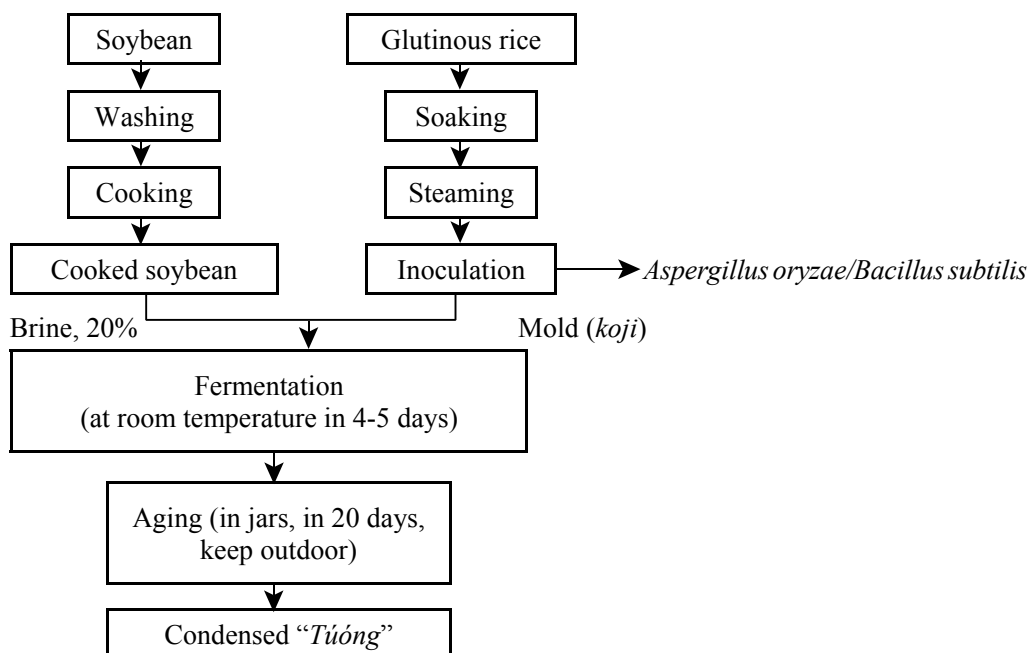 Soybean
Glutinous rice
Washing
Soaking
Cooking
Steaming
Cooked soybean
Inoculation
Aspergillus oryzae/Bacillus subtilis
Brine, 20%
Mold (koji)
Fermentation
(at room temperature in 4-5 days)
Aging (in jars, in 20 days,
keep outdoor)
Condensed “Túóng”